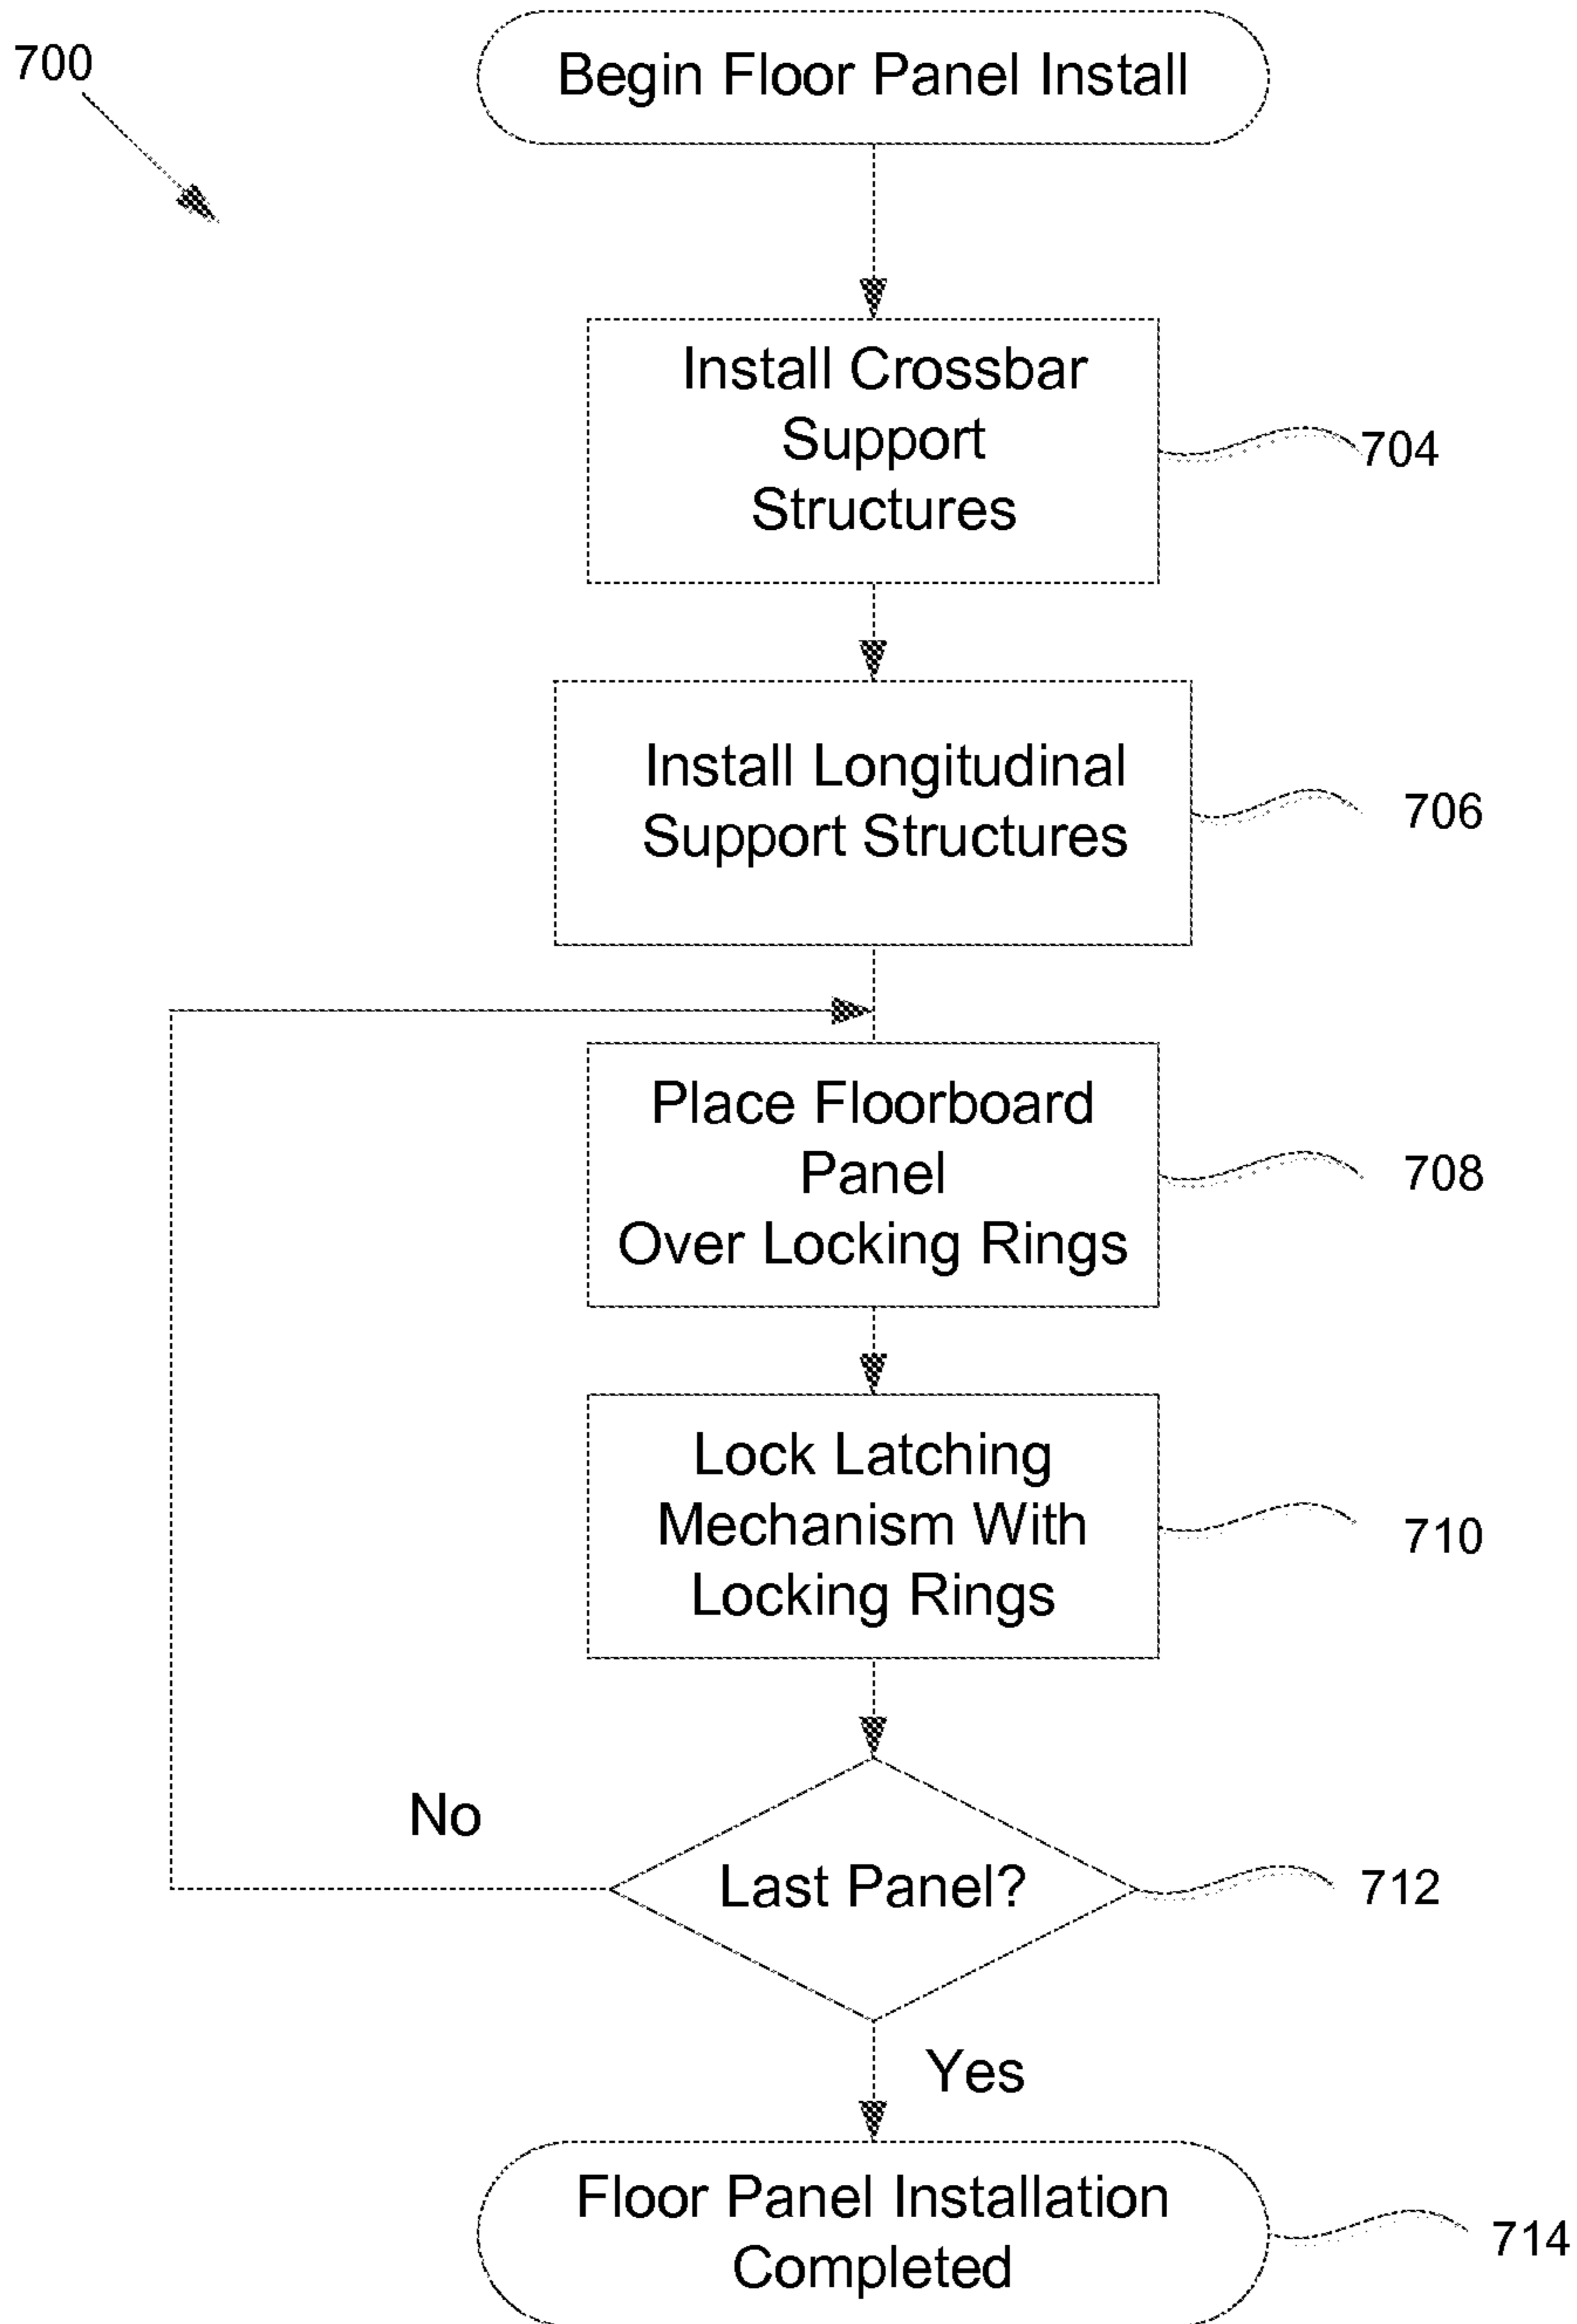 700
Begin Floor Panel Install
Install Crossbar
Support
Structures
704
Install Longitudinal
Support Structures
706
Place Floorboard
Panel
Over Locking Rings
708
Lock Latching
Mechanism With
Locking Rings
710
No
Last Panel?
712
Yes
Floor Panel Installation
Completed
714